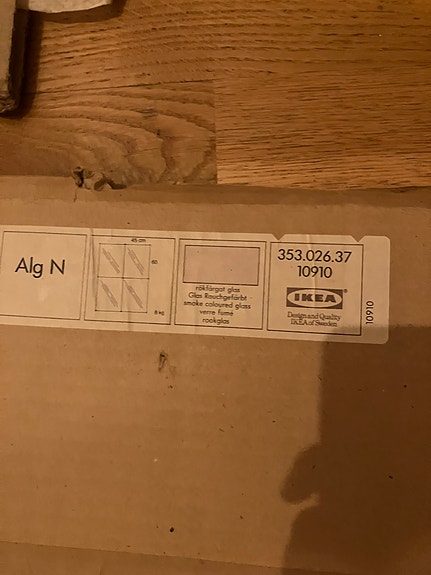 Alg N
45 cm
60
8 kg
rökfärgat glas
Glas Rauchgefärbt
smoke coloured glass
verre fumé
rookglas
353.026.37
10910
IKEA
Design and Quality
IKEA of Sweden
10910